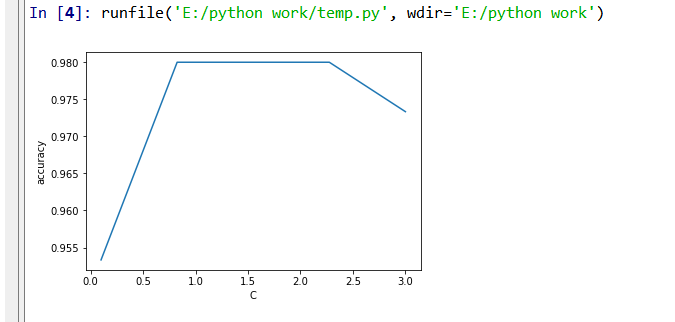 In [4]: runfile('E:/python work/temp.py', wdir='E:/python work')
0.980
0.975
0.970
0.965
0.960
0.955
accuracy
0.0 0.5 1.0 1.5 2.0 2.5 3.0
C